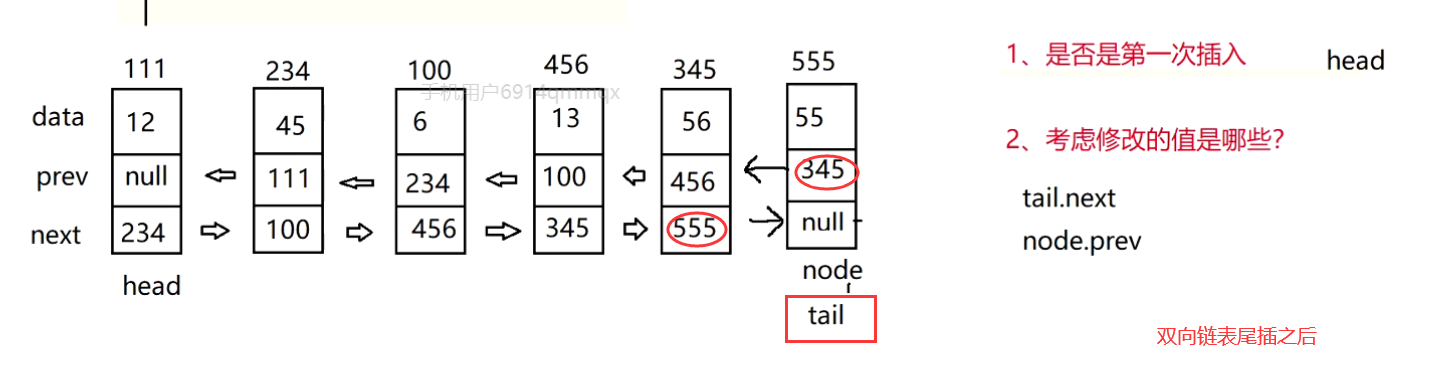 111 234 100 456 345 555
手机用户6914qmmqx
data 12 45 6 13 56 55
prev null 111 234 100 456 345
next 234 100 456 345 555 null
head
node
tail
1、是否是第一次插入 head
2、考虑修改的值是哪些?
tail.next
node.prev
双向链表尾插之后